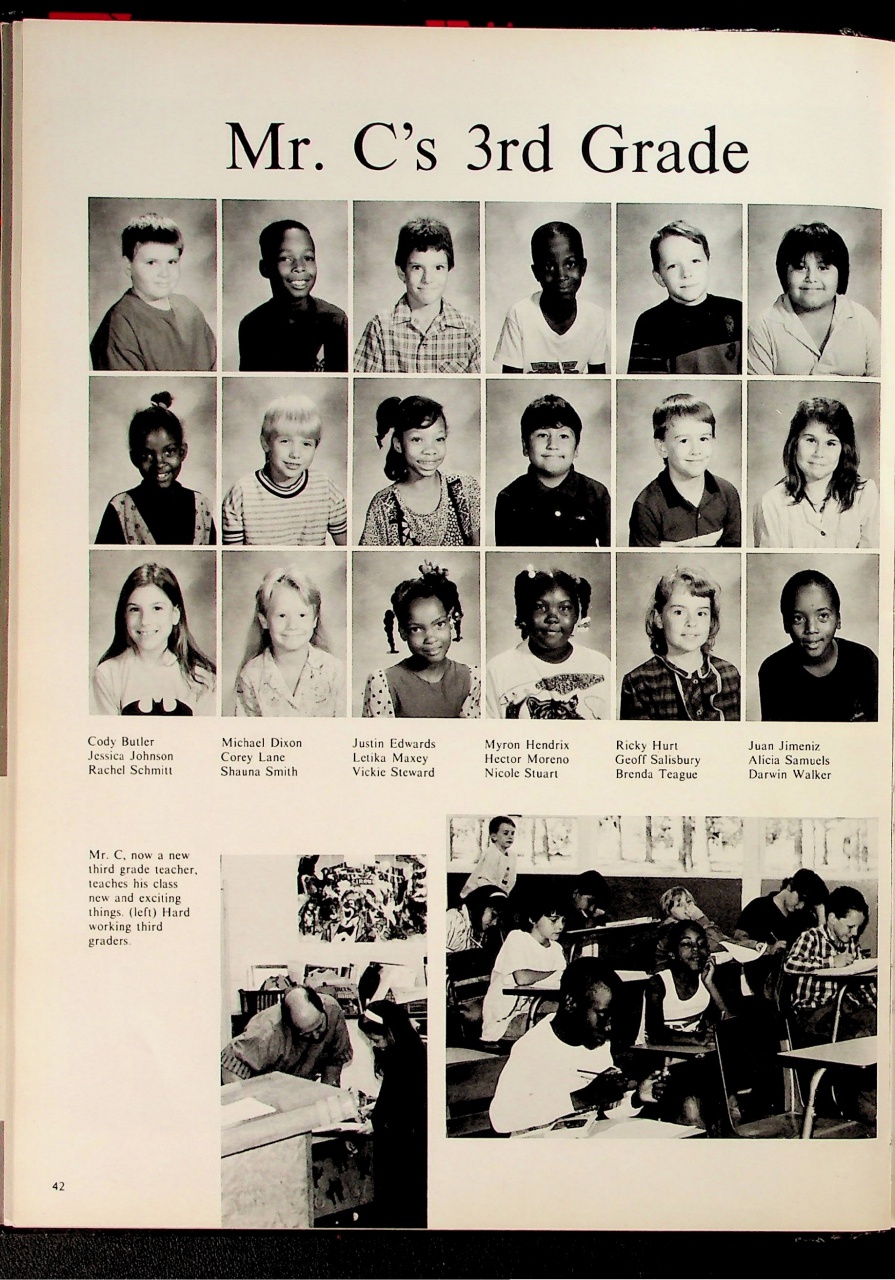 Mr. C's 3rd Grade
Cody Butler
Jessica Johnson
Rachel Schmitt
Michael Dixon
Corey Lane
Shauna Smith
Justin Edwards
Letika Maxey
Vickie Steward
Myron Hendrix
Hector Moreno
Nicole Stuart
Ricky Hurt
Geoff Salisbury
Brenda Teague
Juan Jimeniz
Alicia Samuels
Darwin Walker
Mr. C, now a new
third grade teacher,
teaches his class
new and exciting
things. (left) Hard
working third
graders.
42